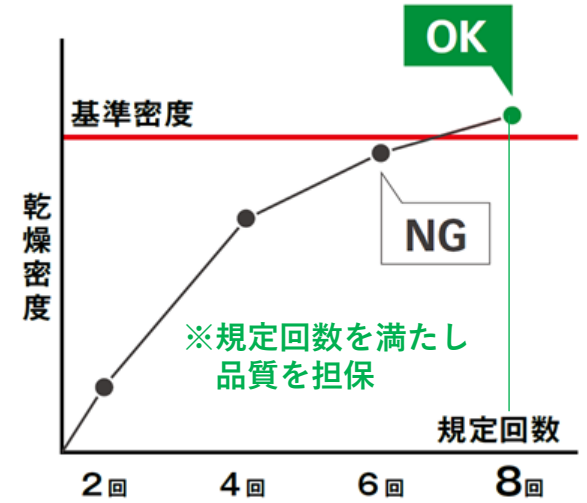 OK
基準密度
乾燥密度
NG
※規定回数を満たし
品質を担保
規定回数
2回 4回 6回 8回